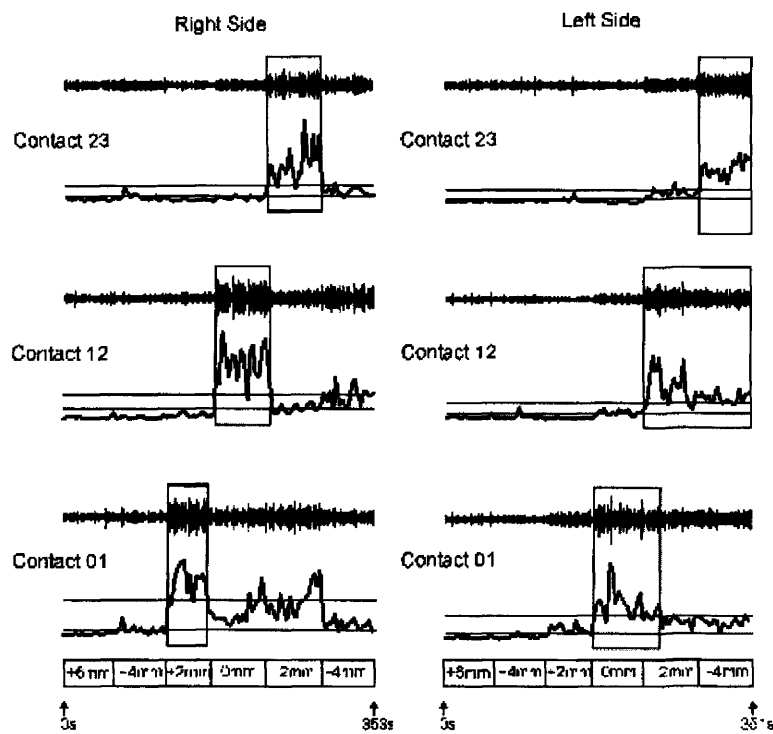 Right Side
Left Side
Contact 23
Contact 23
Contact 12
Contact 12
Contact 01
Contact 01
+6mm -4mm +2mm 0mm 2mm -4mm
+6mm -4mm -2mm 0mm 2mm -4mm
0s
353s
0s